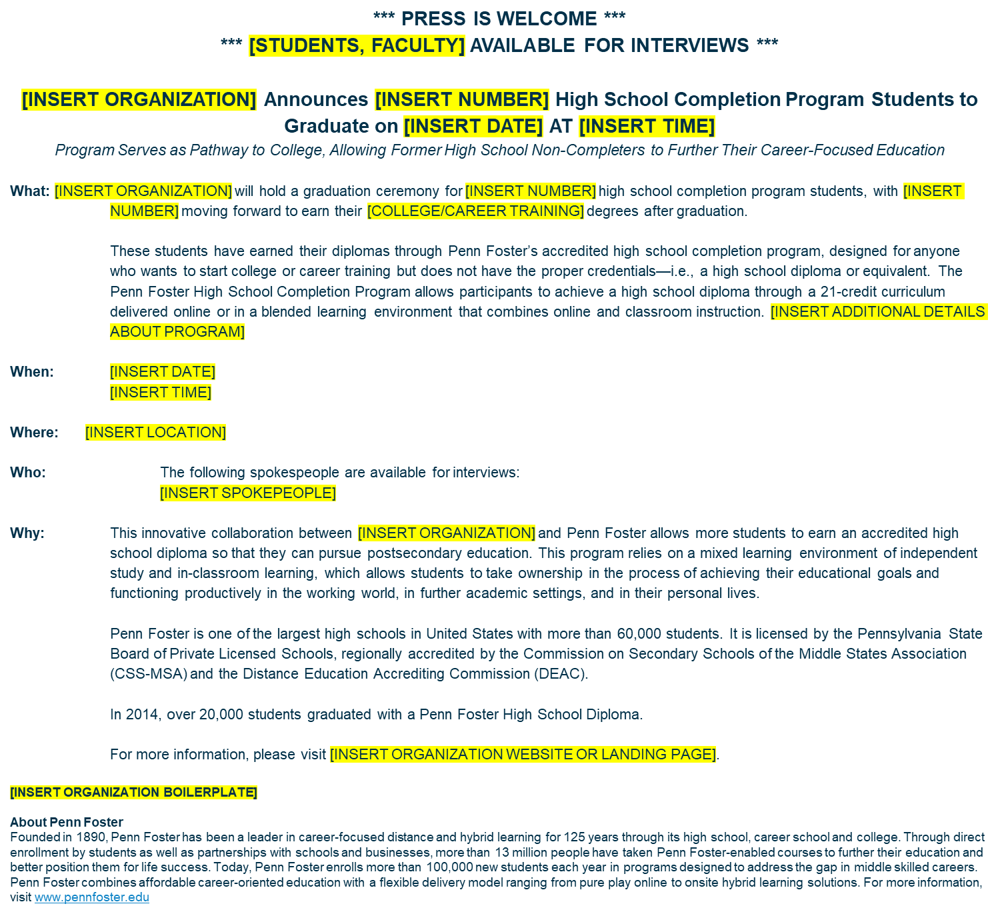 *** PRESS IS WELCOME ***
*** [STUDENTS, FACULTY] AVAILABLE FOR INTERVIEWS ***
[INSERT ORGANIZATION] Announces [INSERT NUMBER] High School Completion Program Students to
Graduate on [INSERT DATE] AT [INSERT TIME]
Program Serves as Pathway to College, Allowing Former High School Non-Completers to Further Their Career-Focused Education
What: [INSERT ORGANIZATION] will hold a graduation ceremony for [INSERT NUMBER] high school completion program students, with [INSERT
NUMBER] moving forward to earn their [COLLEGE/CAREER TRAINING] degrees after graduation.
These students have earned their diplomas through Penn Foster’s accredited high school completion program, designed for anyone
who wants to start college or career training but does not have the proper credentials—i.e., a high school diploma or equivalent. The
Penn Foster High School Completion Program allows participants to achieve a high school diploma through a 21-credit curriculum
delivered online or in a blended learning environment that combines online and classroom instruction. [INSERT ADDITIONAL DETAILS
ABOUT PROGRAM]
When: [INSERT DATE]
[INSERT TIME]
Where: [INSERT LOCATION]
Who: The following spokespeople are available for interviews:
[INSERT SPOKEPEOPLE]
Why: This innovative collaboration between [INSERT ORGANIZATION] and Penn Foster allows more students to earn an accredited high
school diploma so that they can pursue postsecondary education. This program relies on a mixed learning environment of independent
study and in-classroom learning, which allows students to take ownership in the process of achieving their educational goals and
functioning productively in the working world, in further academic settings, and in their personal lives.
Penn Foster is one of the largest high schools in United States with more than 60,000 students. It is licensed by the Pennsylvania State
Board of Private Licensed Schools, regionally accredited by the Commission on Secondary Schools of the Middle States Association
(CSS-MSA) and the Distance Education Accrediting Commission (DEAC).
In 2014, over 20,000 students graduated with a Penn Foster High School Diploma.
For more information, please visit [INSERT ORGANIZATION WEBSITE OR LANDING PAGE].
[INSERT ORGANIZATION BOILERPLATE]
About Penn Foster
Founded in 1890, Penn Foster has been a leader in career-focused distance and hybrid learning for 125 years through its high school, career school and college. Through direct
enrollment by students as well as partnerships with schools and businesses, more than 13 million people have taken Penn Foster-enabled courses to further their education and
better position them for life success. Today, Penn Foster enrolls more than 100,000 new students each year in programs designed to address the gap in middle skilled careers.
Penn Foster combines affordable career-oriented education with a flexible delivery model ranging from pure play online to onsite hybrid learning solutions. For more information,
visit www.pennfoster.edu